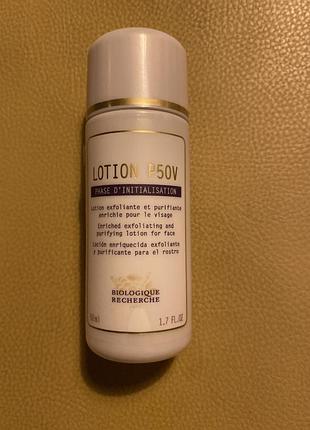 LOTION P50V
PHASE D'INITIALISATION
Lotion exfoliante et purifiante
enrichie pour le visage
Enriched exfoliating and
purifying lotion for face
Loción enriquecida exfoliante
y purificante para el rostro
BIOLOGIQUE
RECHERCHE
50ml 1.7 FL.OZ